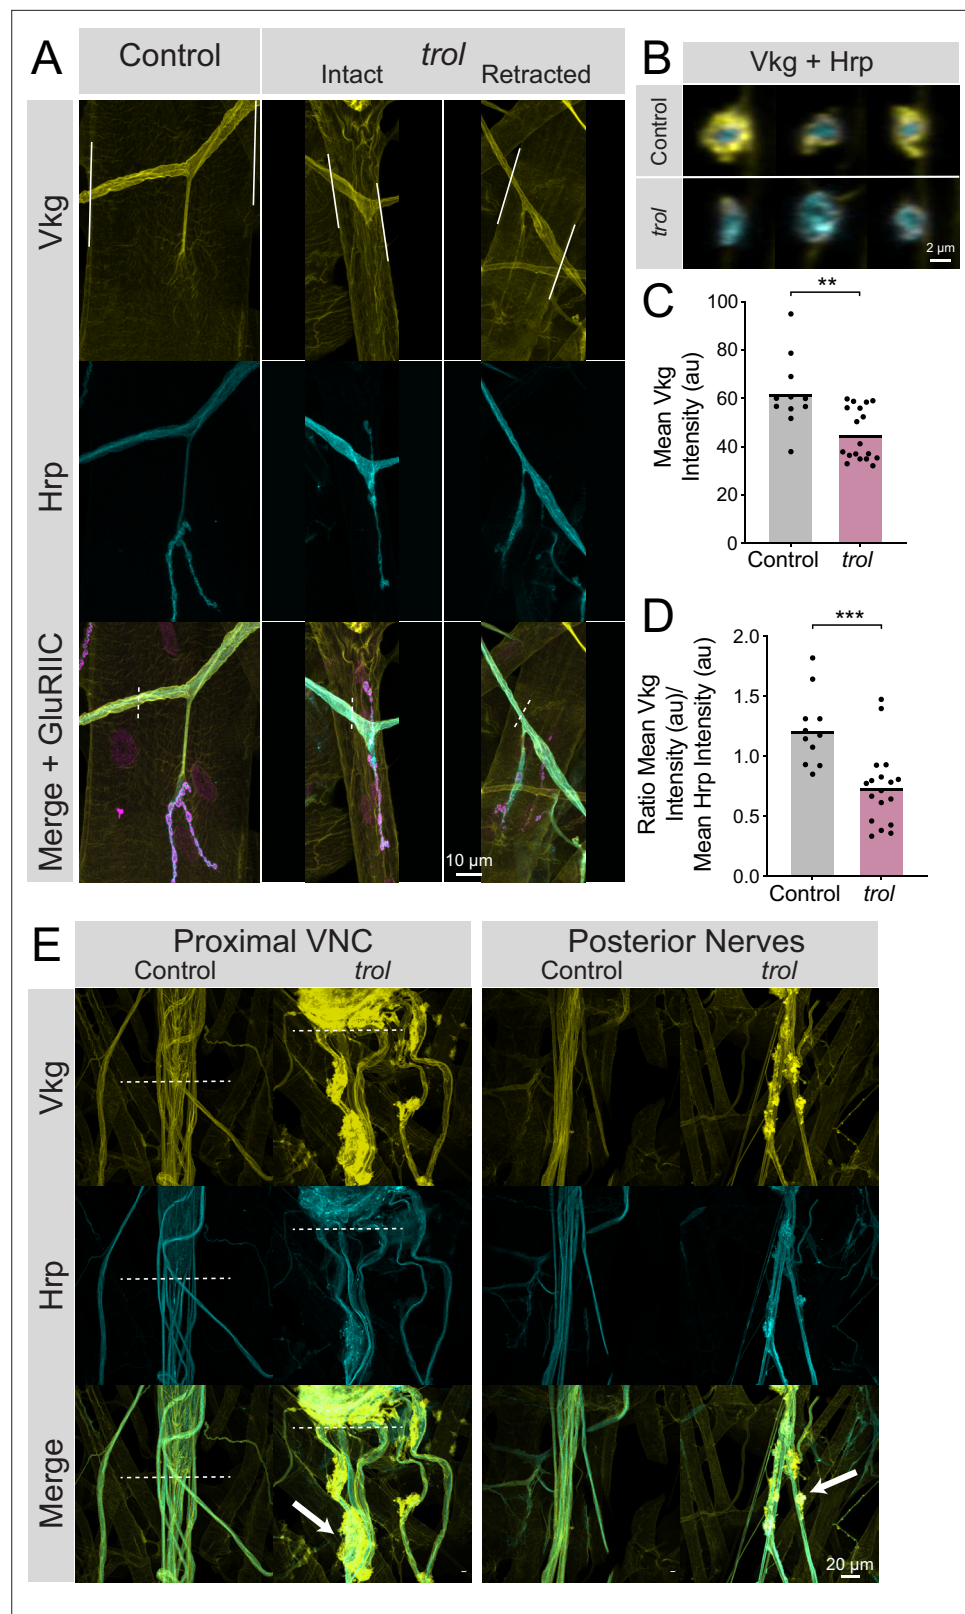 A
Control
trol
Intact
Retracted
Vkg
Hrp
Merge + GluRIIC
10 µm
B
Vkg + Hrp
Control
trol
2 µm
C
**
Mean Vkg
Intensity (au)
100
80
60
40
20
0
Control
trol
D
***
Ratio Mean Vkg
Intensity (au)/
Mean Hrp Intensity (au)
2.0
1.5
1.0
0.5
0.0
Control
trol
E
Proximal VNC
Control
trol
Posterior Nerves
Control
trol
Vkg
Hrp
Merge
20 µm